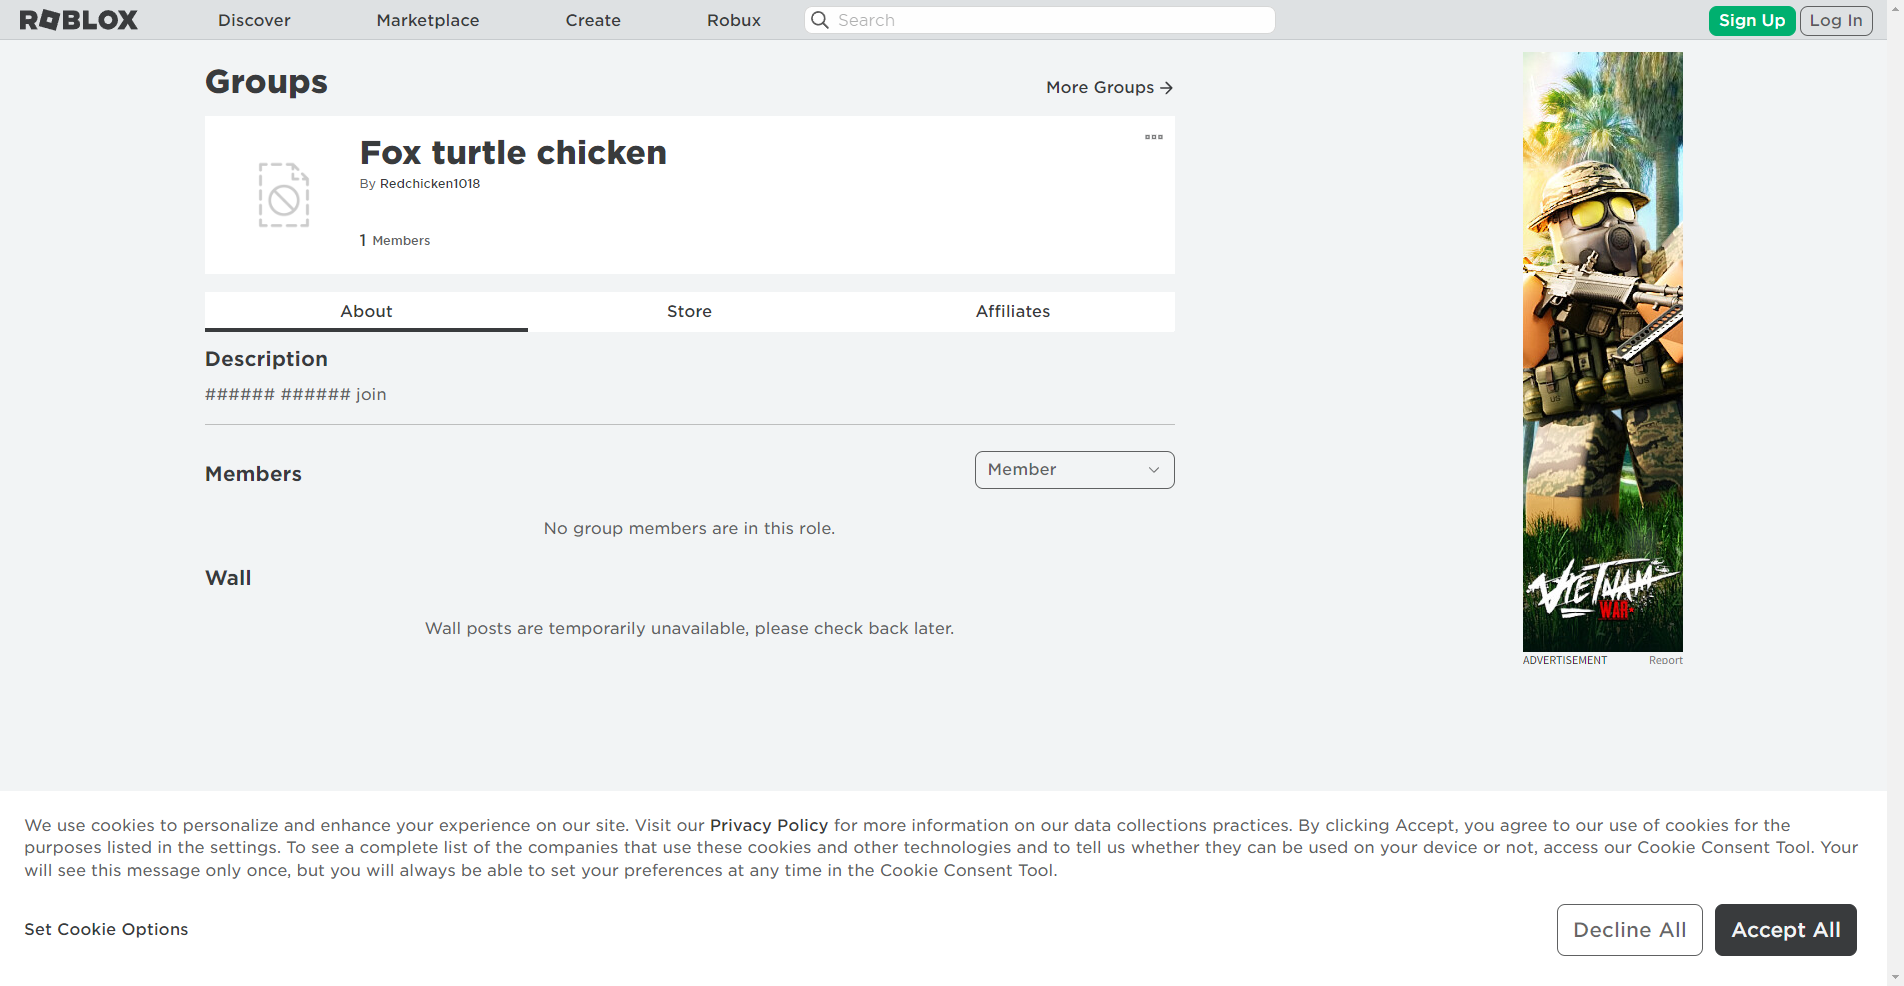 ROBLOX
Discover
Marketplace
Create
Robux
Search
Sign Up
Log In
Groups
More Groups
Fox turtle chicken
By Redchicken1018
1 Members
About
Store
Affiliates
Description
###### ###### join
Members
Member
No group members are in this role.
Wall
Wall posts are temporarily unavailable, please check back later.
US
US
VIETNAM
WAR
ADVERTISEMENT
Report
We use cookies to personalize and enhance your experience on our site. Visit our Privacy Policy for more information on our data collections practices. By clicking Accept, you agree to our use of cookies for the
purposes listed in the settings. To see a complete list of the companies that use these cookies and other technologies and to tell us whether they can be used on your device or not, access our Cookie Consent Tool. Your
will see this message only once, but you will always be able to set your preferences at any time in the Cookie Consent Tool.
Set Cookie Options
Decline All
Accept All